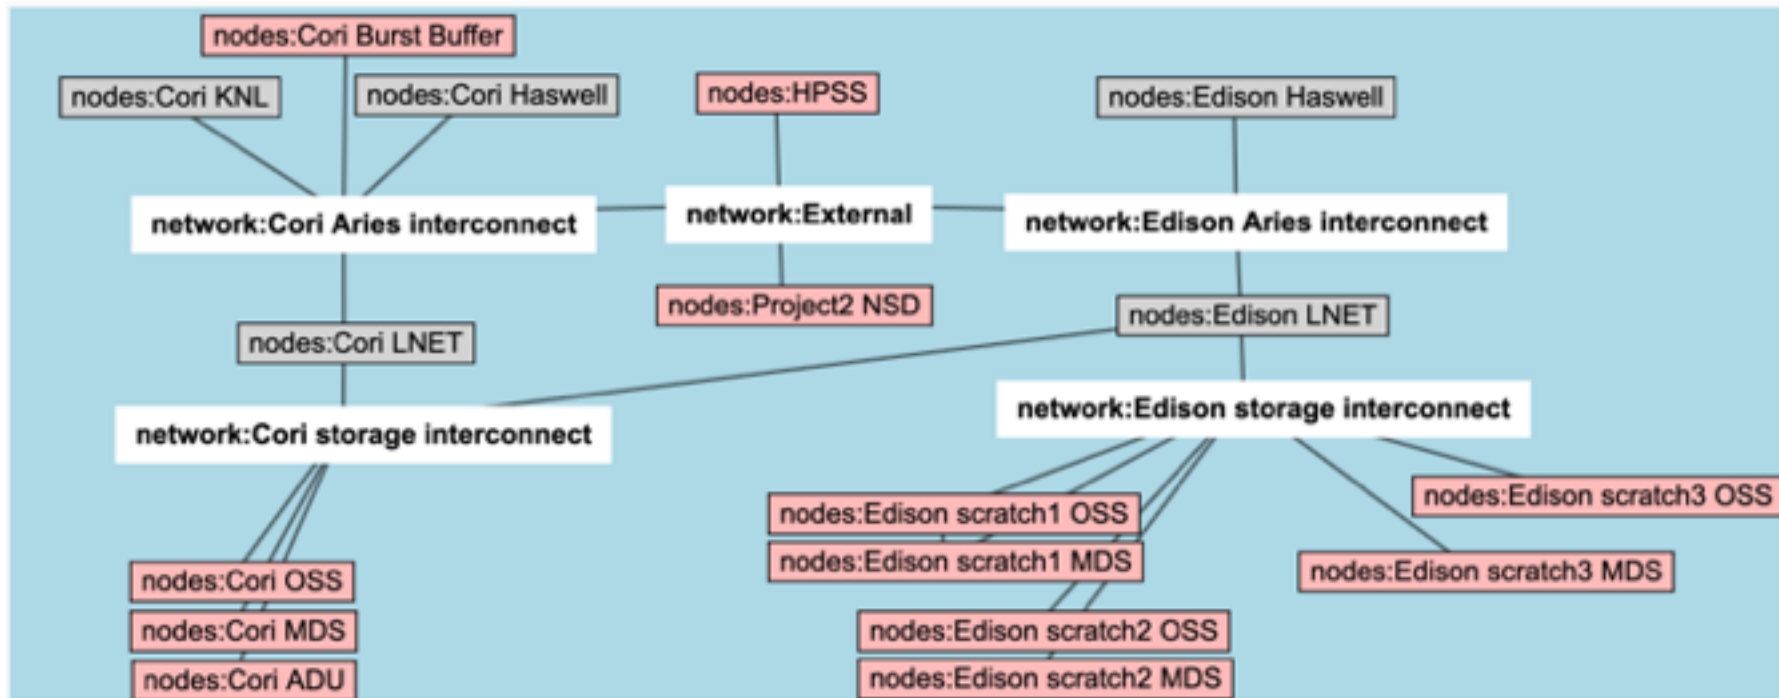 nodes:Cori Burst Buffer
nodes:Cori KNL
nodes:Cori Haswell
nodes:HPSS
nodes:Edison Haswell
network:Cori Aries interconnect
network:External
network:Edison Aries interconnect
nodes:Project2 NSD
nodes:Edison LNET
nodes:Cori LNET
network:Edison storage interconnect
network:Cori storage interconnect
nodes:Edison scratch3 OSS
nodes:Edison scratch1 OSS
nodes:Edison scratch1 MDS
nodes:Edison scratch3 MDS
nodes:Cori OSS
nodes:Cori MDS
nodes:Edison scratch2 OSS
nodes:Cori ADU
nodes:Edison scratch2 MDS